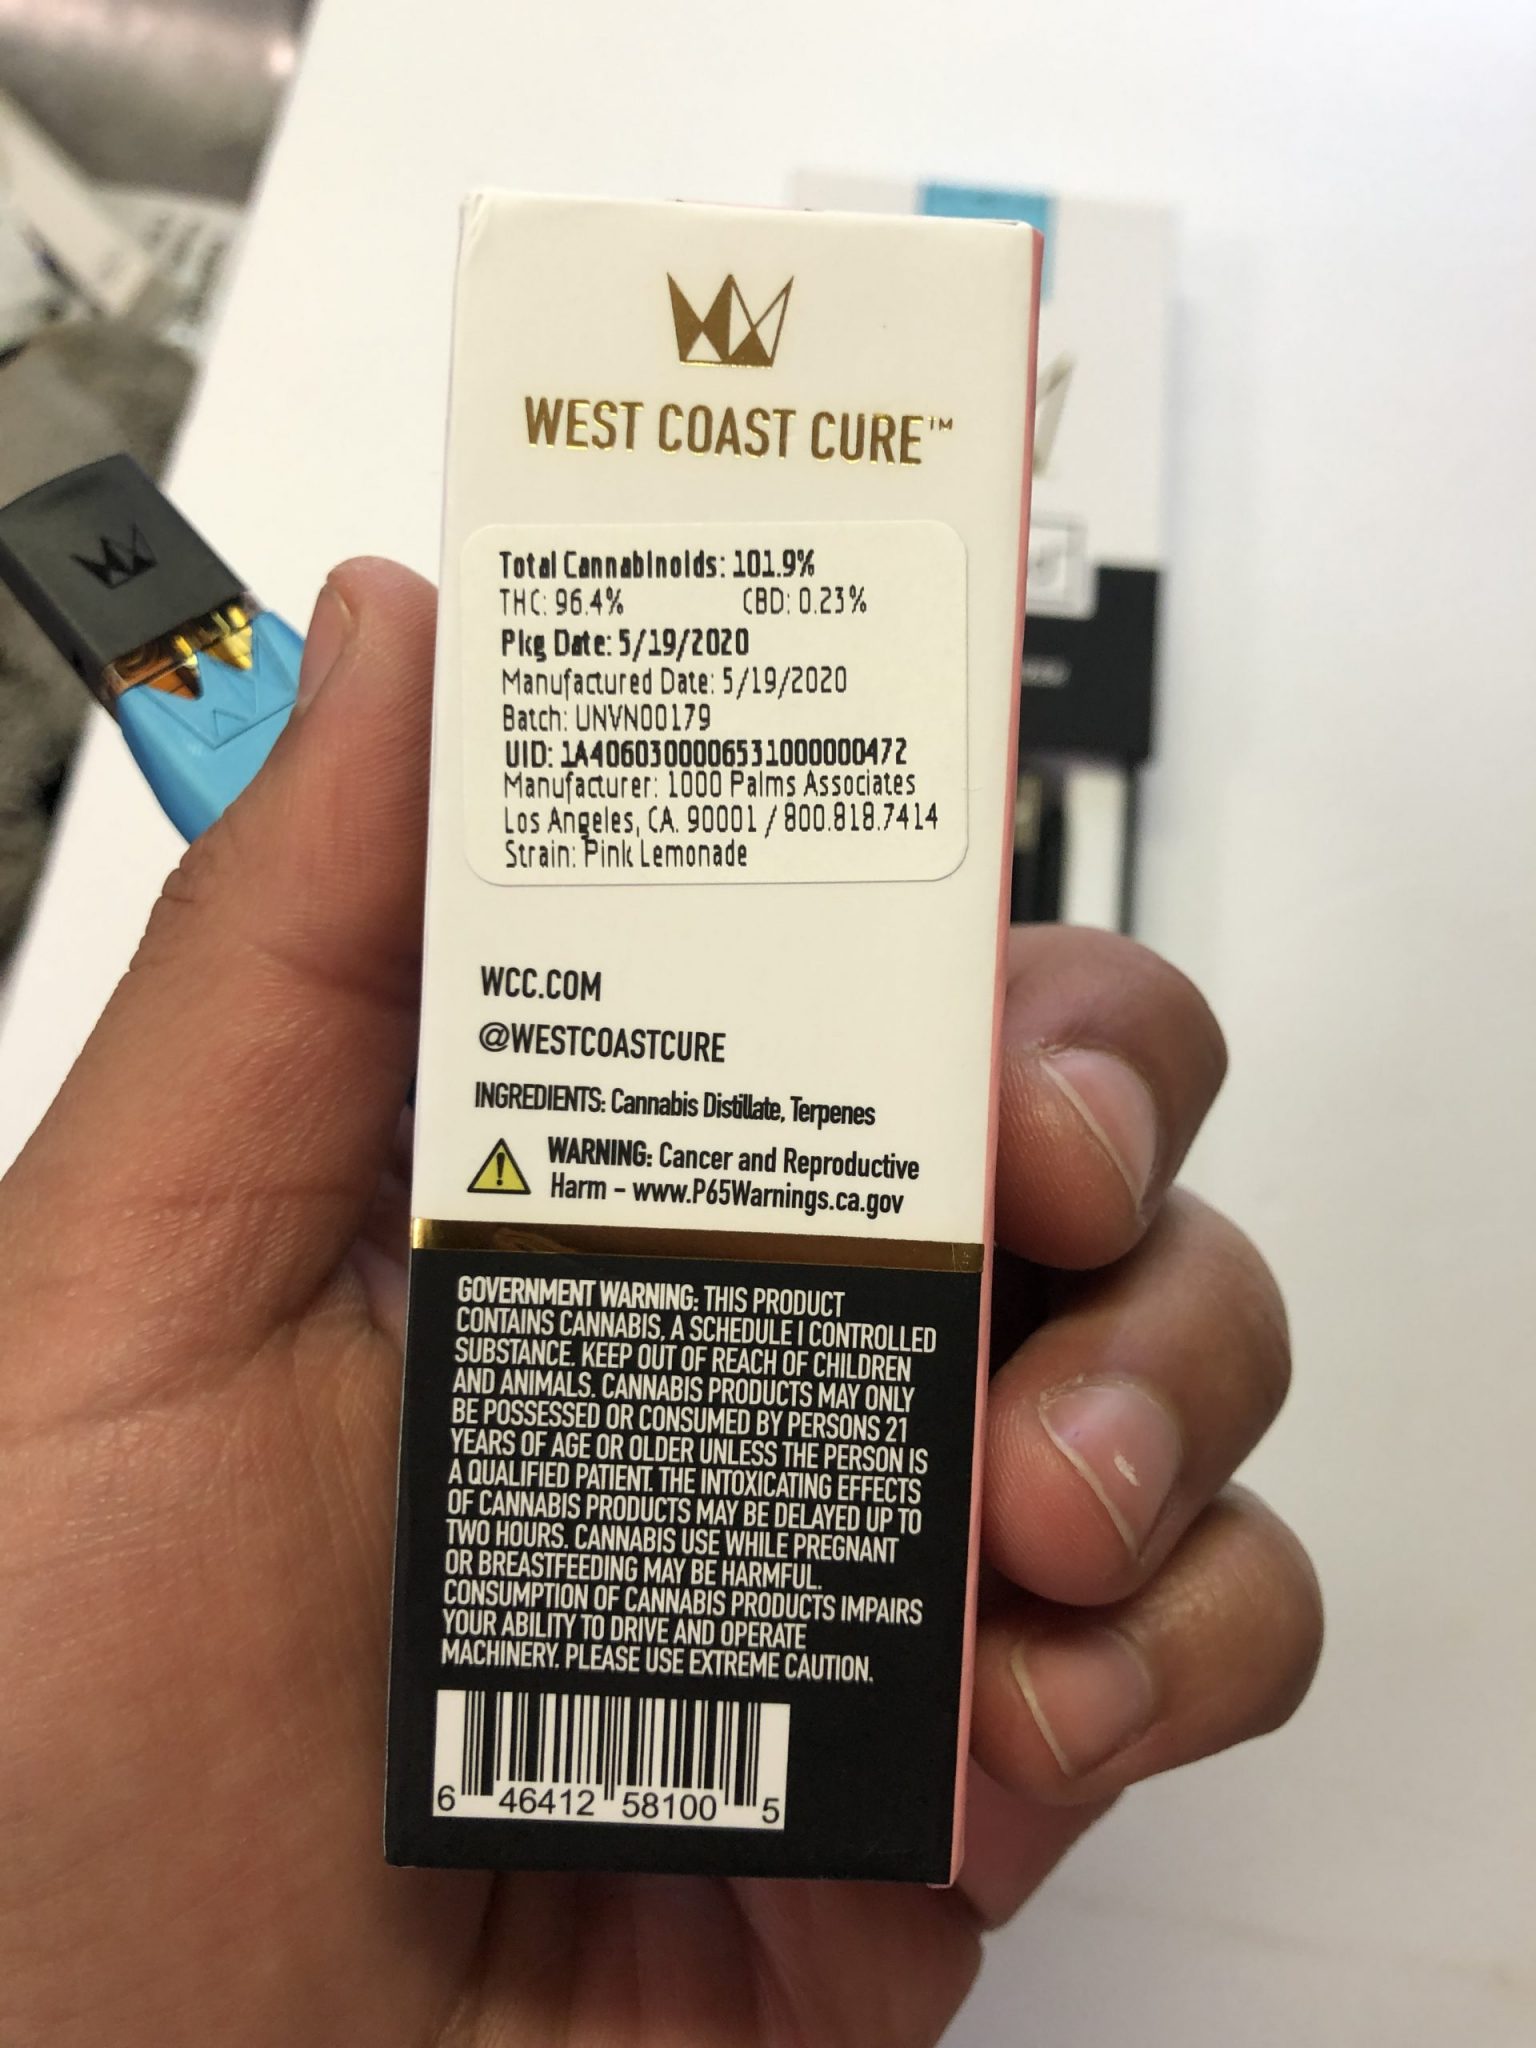 WEST COAST CURE™
Total Cannabinoids: 101.9%
THC: 96.4% CBD: 0.23%
Pkg Date: 5/19/2020
Manufactured Date: 5/19/2020
Batch: UNVN00179
UID: 1A4060300006531000000472
Manufacturer: 1000 Palms Associates
Los Angeles, CA. 90001 / 800.818.7414
Strain: Pink Lemonade
WCC.COM
@WESTCOASTCURE
INGREDIENTS: Cannabis Distillate, Terpenes
WARNING: Cancer and Reproductive
Harm - www.P65Warnings.ca.gov
GOVERNMENT WARNING: THIS PRODUCT
CONTAINS CANNABIS, A SCHEDULE I CONTROLLED
SUBSTANCE. KEEP OUT OF REACH OF CHILDREN
AND ANIMALS. CANNABIS PRODUCTS MAY ONLY
BE POSSESSED OR CONSUMED BY PERSONS 21
YEARS OF AGE OR OLDER UNLESS THE PERSON IS
A QUALIFIED PATIENT. THE INTOXICATING EFFECTS
OF CANNABIS PRODUCTS MAY BE DELAYED UP TO
TWO HOURS. CANNABIS USE WHILE PREGNANT
OR BREASTFEEDING MAY BE HARMFUL.
CONSUMPTION OF CANNABIS PRODUCTS IMPAIRS
YOUR ABILITY TO DRIVE AND OPERATE
MACHINERY. PLEASE USE EXTREME CAUTION.
6 46412 58100 5